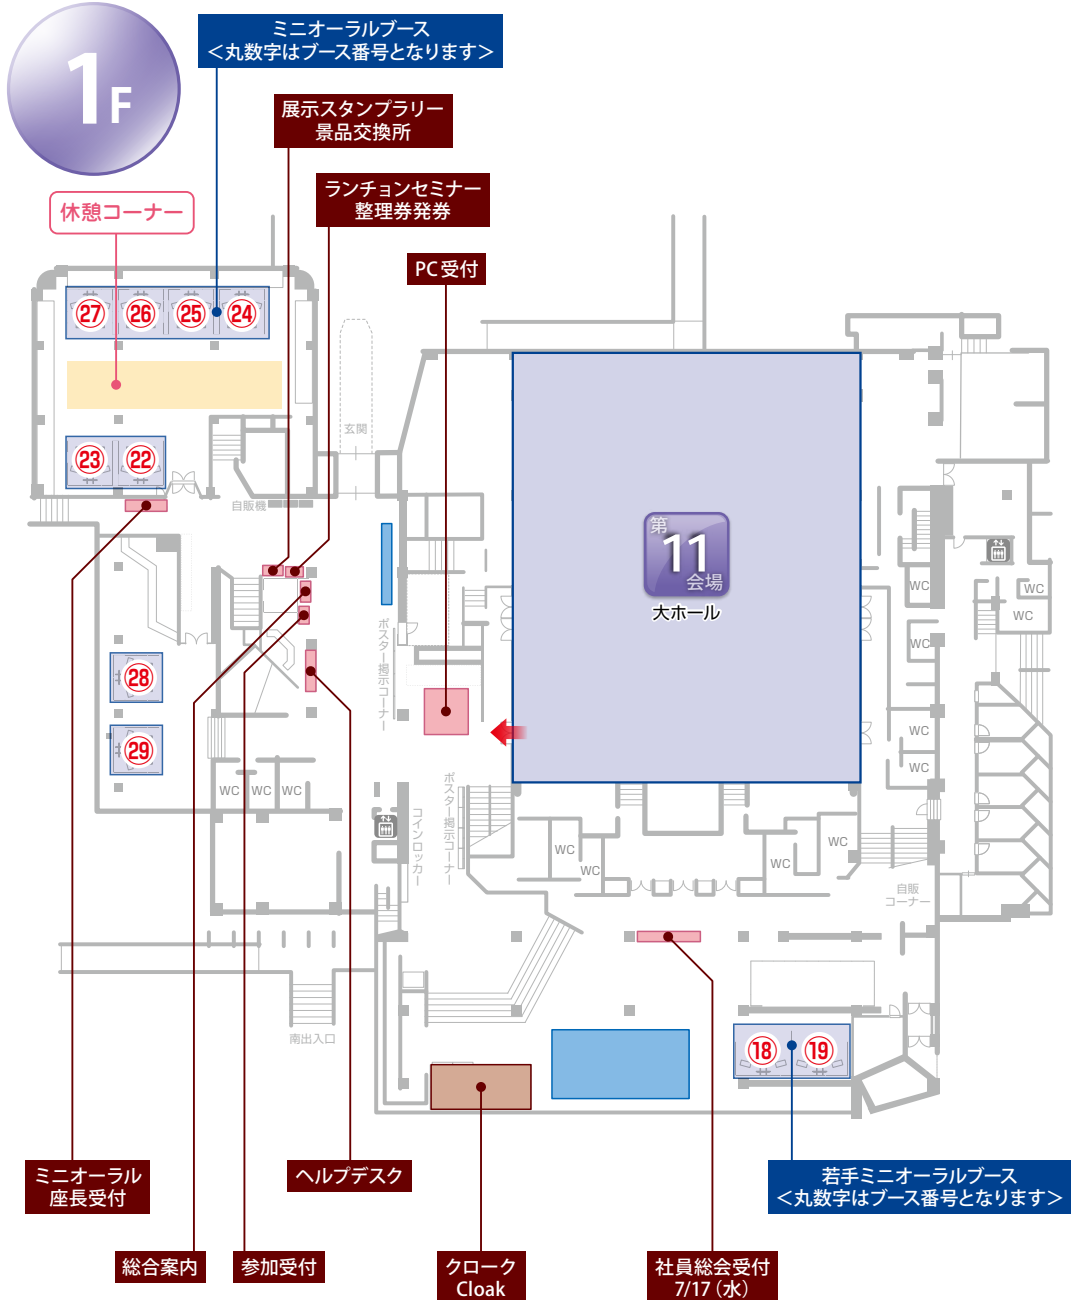 1F
ミニオーラルブース
<丸数字はブース番号となります>
展示スタンプラリー
景品交換所
ランチョンセミナー
整理券発券
休憩コーナー
PC受付
27
26
25
24
玄関
23
22
自販機
第
11
会場
大ホール
WC
WC
WC
WC
ポスター掲示コーナー
28
29
WC
WC
WC
WC
WC
ポスター掲示コーナー
コインロッカー
WC
WC
WC
WC
自販
コーナー
南出入口
18
19
ミニオーラル
座長受付
ヘルプデスク
若手ミニオーラルブース
<丸数字はブース番号となります>
総合案内
参加受付
クローク
Cloak
社員総会受付
7/17(水)